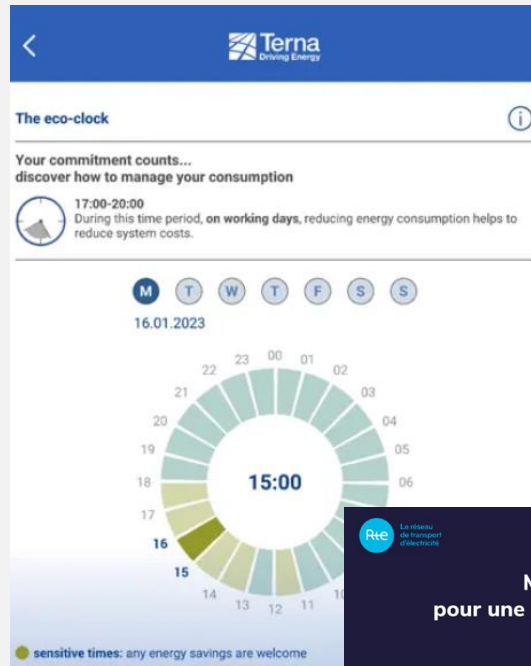 Terna
Driving Energy
The eco-clock
i
Your commitment counts...
discover how to manage your consumption
17:00-20:00
During this time period, on working days, reducing energy consumption helps to
reduce system costs.
M T W T F S S
16.01.2023
00
01
02
03
04
05
06
10
11
12
13
14
15
16
17
18
19
20
21
22
23
15:00
sensitive times: any energy savings are welcome
Rte
Le réseau
de transport
d'électricité
pour une